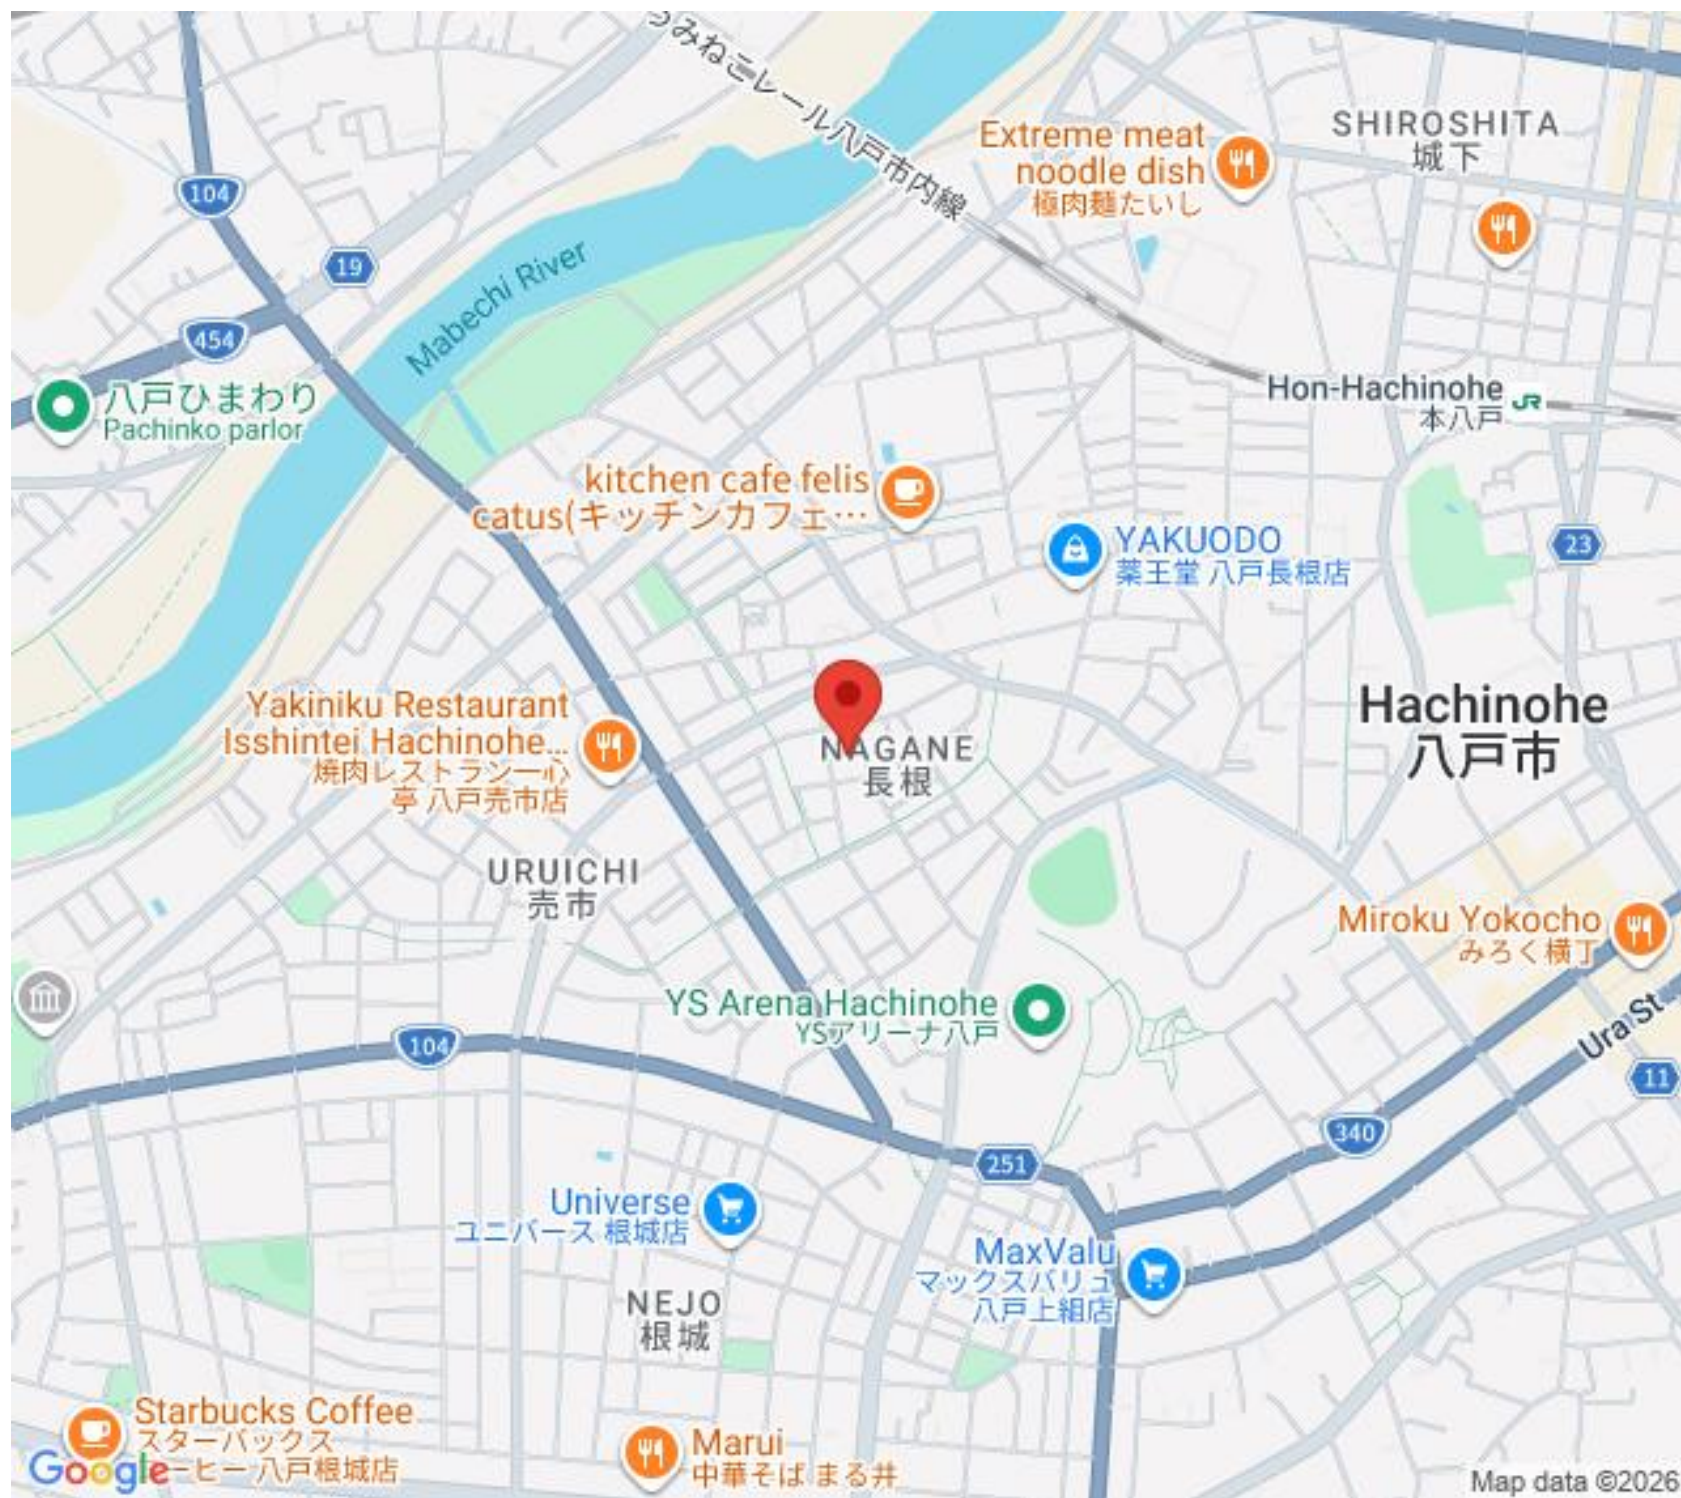 うみねこレール八戸市内線
SHIROSHITA
城下
Extreme meat
noodle dish
極肉麺たいし
104
19
Mabechi River
454
八戸ひまわり
Pachinko parlor
Hon-Hachinohe
本八戸
JR
kitchen cafe felis
catus(キッチンカフェ…
YAKUODO
薬王堂 八戸長根店
23
Yakiniku Restaurant
Isshintei Hachinohe...
焼肉レストラン一心
亭 八戸売市店
NAGANE
長根
Hachinohe
八戸市
URUICHI
売市
Miroku Yokocho
みろく横丁
YS Arena Hachinohe
YSアリーナ八戸
Ura St
104
11
340
251
Universe
ユニバース 根城店
MaxValu
マックスバリュ
八戸上組店
NEJO
根城
Starbucks Coffee
スターバックス
ーヒー 八戸根城店
Google
Marui
中華そば まる井
Map data ©2026